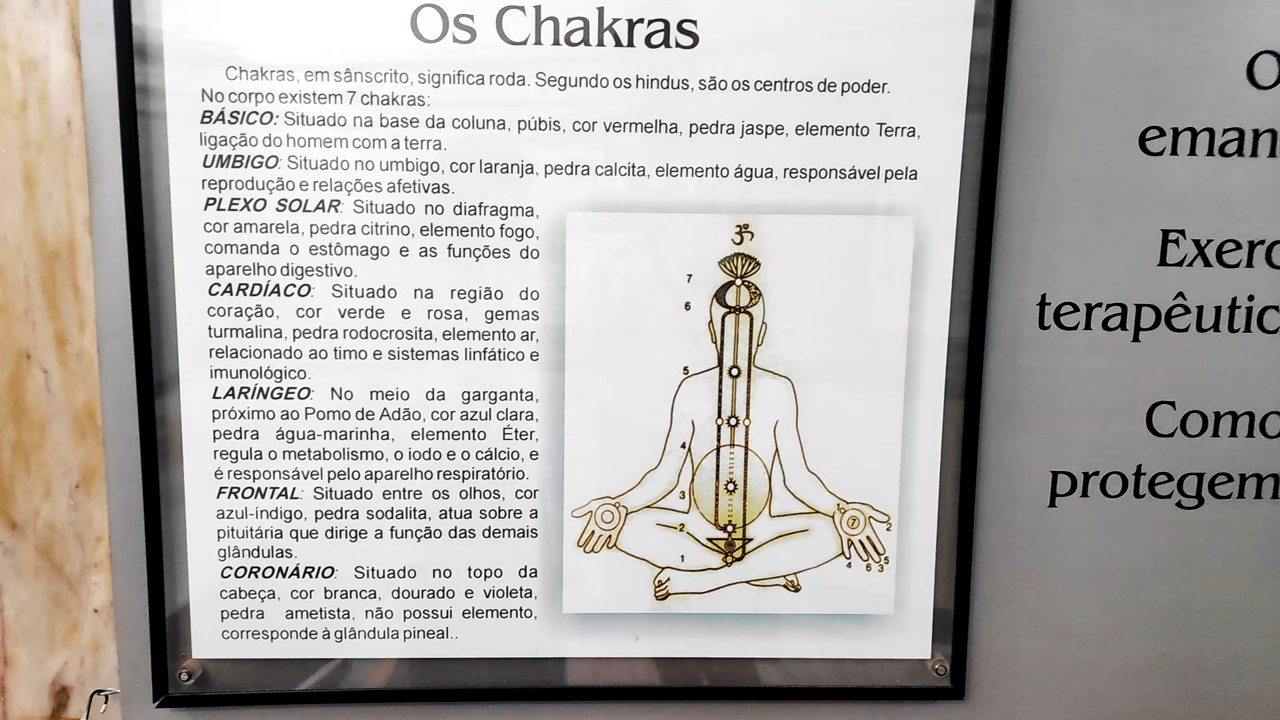 Os Chakras
Chakras, em sânscrito, significa roda. Segundo os hindus, são os centros de poder.
No corpo existem 7 chakras:
BÁSICO: Situado na base da coluna, púbis, cor vermelha, pedra jaspe, elemento Terra,
ligação do homem com a terra.
UMBIGO: Situado no umbigo, cor laranja, pedra calcita, elemento água, responsável pela
reprodução e relações afetivas.
PLEXO SOLAR: Situado no diafragma,
cor amarela, pedra citrino, elemento fogo,
comanda o estômago e as funções do
aparelho digestivo.
CARDÍACO: Situado na região do
coração, cor verde e rosa, gemas
turmalina, pedra rodocrosita, elemento ar,
relacionado ao timo e sistemas linfático e
imunológico.
LARÍNGEO: No meio da garganta,
próximo ao Pomo de Adão, cor azul clara,
pedra água-marinha, elemento Éter,
regula o metabolismo, o iodo e o cálcio, e
é responsável pelo aparelho respiratório.
FRONTAL: Situado entre os olhos, cor
azul-índigo, pedra sodalita, atua sobre a
pituitária que dirige a função das demais
glândulas.
CORONÁRIO: Situado no topo da
cabeça, cor branca, dourado e violeta,
pedra ametista, não possui elemento,
corresponde à glândula pineal..
ॐ
7
6
5
4
3
2
1
1
7
2
4 6 3 5
O
eman
Exerc
terapêutic
Como
protegem